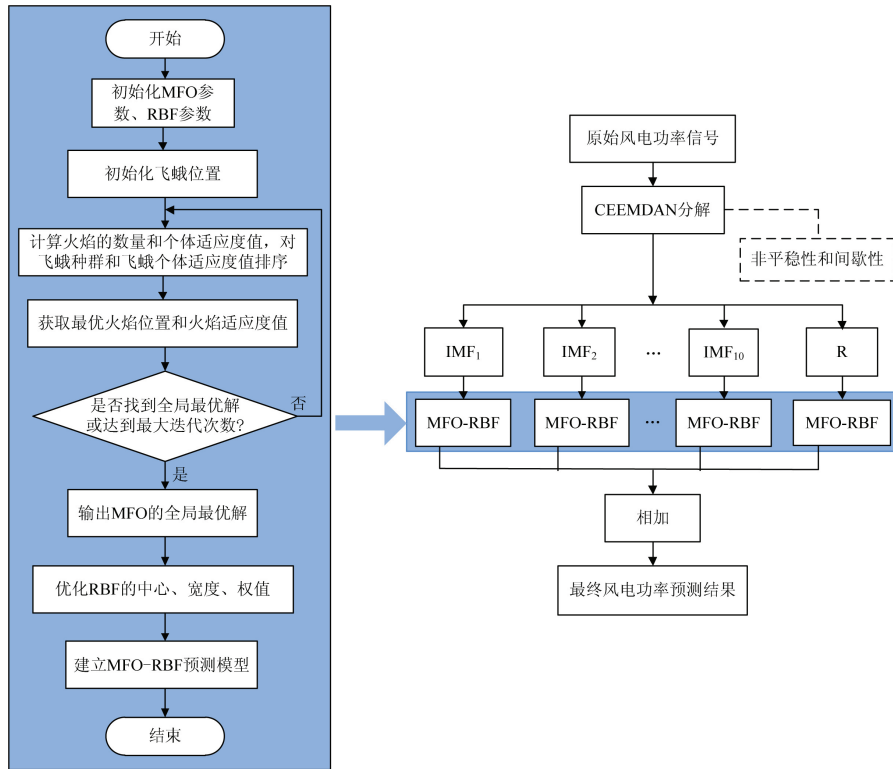 开始
初始化MFO参
数、RBF参数
初始化飞蛾位置
计算火焰的数量和个体适应度值，对
飞蛾种群和飞蛾个体适应度值排序
获取最优火焰位置和火焰适应度值
是否找到全局最优解
或达到最大迭代次数?
否
是
输出MFO的全局最优解
优化RBF的中心、宽度、权值
建立MFO-RBF预测模型
结束
原始风电功率信号
CEEMDAN分解
非平稳性和间歇性
IMF₁ IMF₂ ··· IMF₁₀ R
MFO-RBF MFO-RBF ··· MFO-RBF MFO-RBF
相加
最终风电功率预测结果